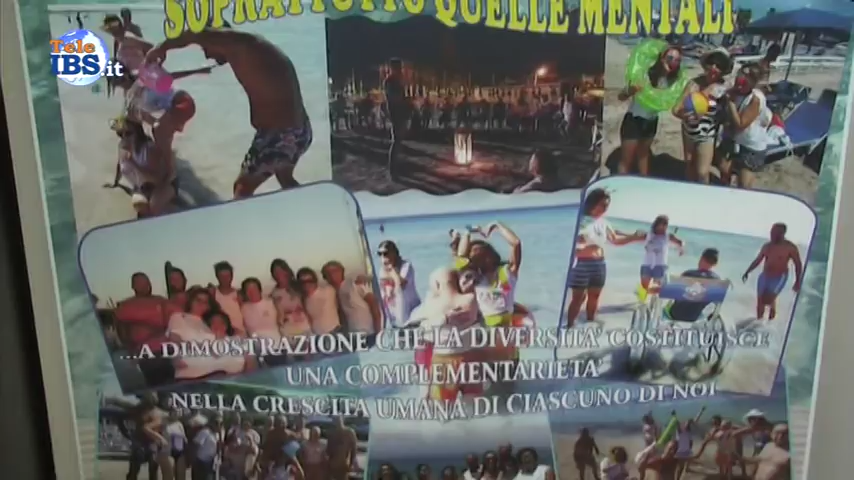 SOPRATTUTTO QUELLE MENTALI
Tele
IBS.it
...A DIMOSTRAZIONE CHE LA DIVERSITA' COSTITUISCE
UNA COMPLEMENTARIETA'
NELLA CRESCITA UMANA DI CIASCUNO DI NOI